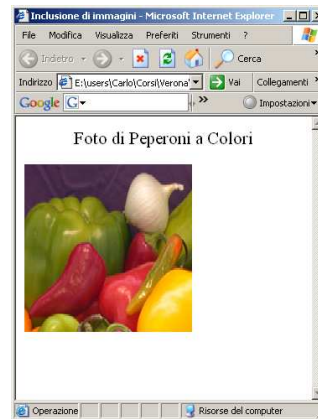 Inclusione di immagini - Microsoft Internet Explorer
File Modifica Visualizza Preferiti Strumenti ?
Indietro Cerca
Indirizzo E:\users\Carlo\Corsi\Verona' Vai Collegamenti »
Google G » Impostazioni
Foto di Peperoni a Colori
Operazione Risorse del computer